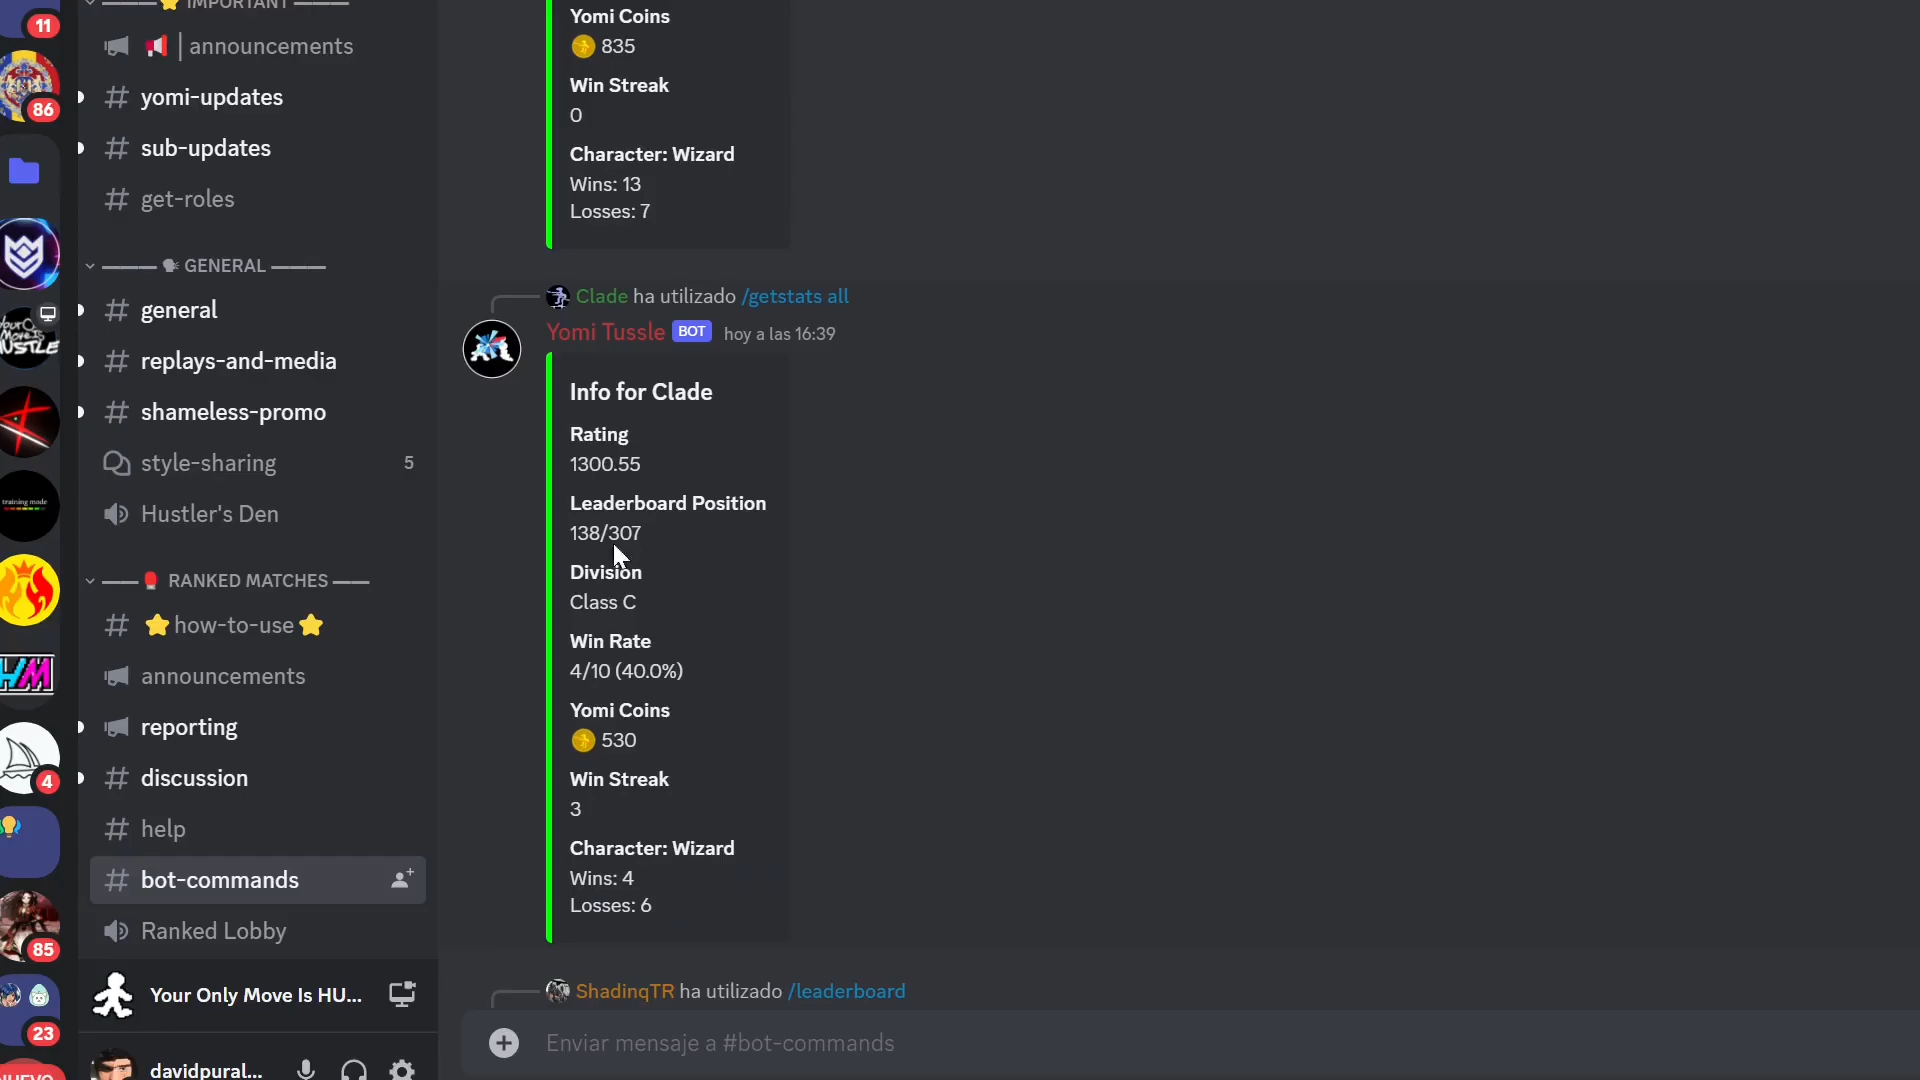 IMPORTANT
announcements
yomi-updates
sub-updates
get-roles
GENERAL
general
replays-and-media
shameless-promo
style-sharing 5
Hustler's Den
RANKED MATCHES
how-to-use
announcements
reporting
discussion
help
bot-commands
Ranked Lobby
Your Only Move Is HU...
davidpural...
11
86
training mode
HM
4
85
23
NUEVO
Yomi Coins
835
Win Streak
0
Character: Wizard
Wins: 13
Losses: 7
Clade ha utilizado /getstats all
Yomi Tussle BOT hoy a las 16:39
Info for Clade
Rating
1300.55
Leaderboard Position
138/307
Division
Class C
Win Rate
4/10 (40.0%)
Yomi Coins
530
Win Streak
3
Character: Wizard
Wins: 4
Losses: 6
ShadinqTR ha utilizado /leaderboard
Enviar mensaje a #bot-commands